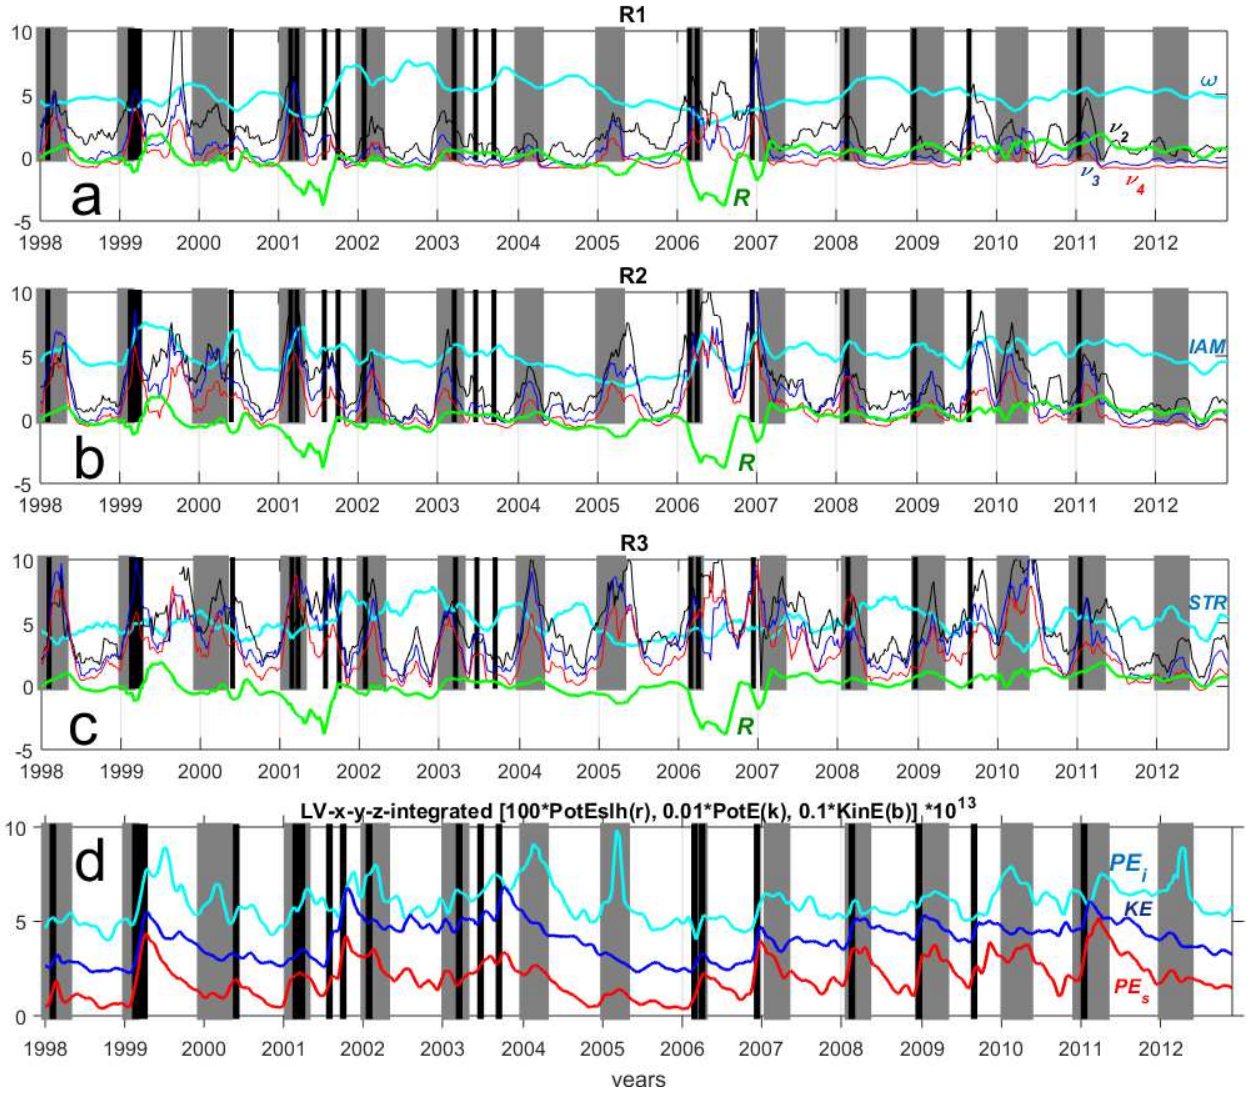 R1
10
5
0
-5
ω
ν2
ν3
ν4
R
a
1998 1999 2000 2001 2002 2003 2004 2005 2006 2007 2008 2009 2010 2011 2012
R2
10
5
0
-5
IAM
R
b
1998 1999 2000 2001 2002 2003 2004 2005 2006 2007 2008 2009 2010 2011 2012
R3
10
5
0
-5
STR
R
c
1998 1999 2000 2001 2002 2003 2004 2005 2006 2007 2008 2009 2010 2011 2012
LV-x-y-z-integrated [100*PotEslh(r), 0.01*PotE(k), 0.1*KinE(b)] *10^13
10
5
0
d
PEi
KE
PEs
1998 1999 2000 2001 2002 2003 2004 2005 2006 2007 2008 2009 2010 2011 2012
years